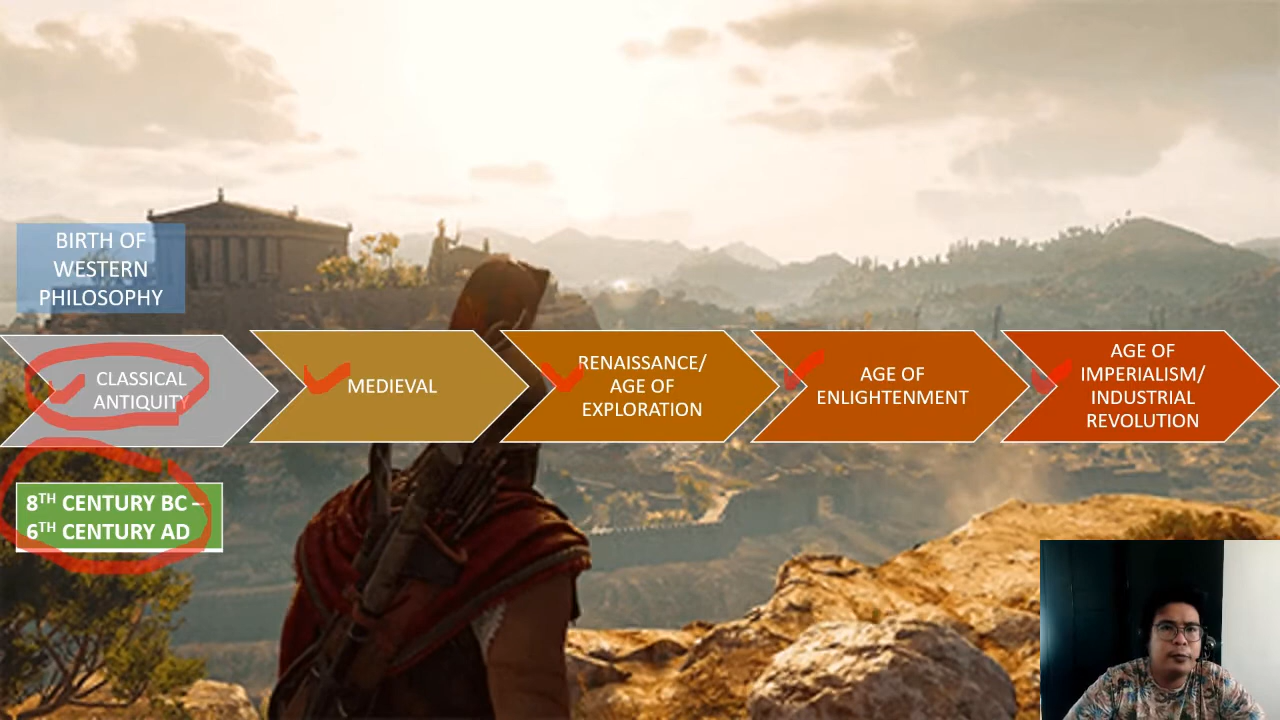 BIRTH OF
WESTERN
PHILOSOPHY
CLASSICAL
ANTIQUITY
MEDIEVAL
RENAISSANCE/
AGE OF
EXPLORATION
AGE OF
ENLIGHTENMENT
AGE OF
IMPERIALISM/
INDUSTRIAL
REVOLUTION
8TH CENTURY BC –
6TH CENTURY AD